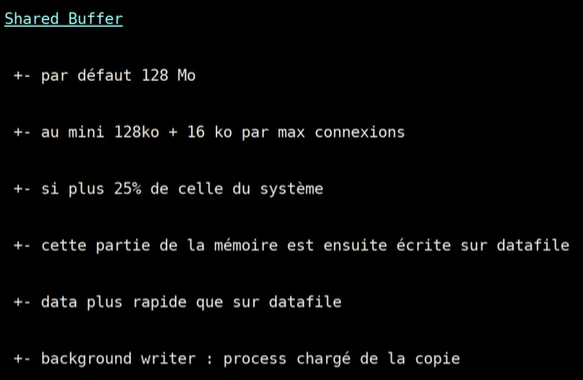 Shared Buffer
+- par défaut 128 Mo
+- au mini 128ko + 16 ko par max connexions
+- si plus 25% de celle du système
+- cette partie de la mémoire est ensuite écrite sur datafile
+- data plus rapide que sur datafile
+- background writer : process chargé de la copie